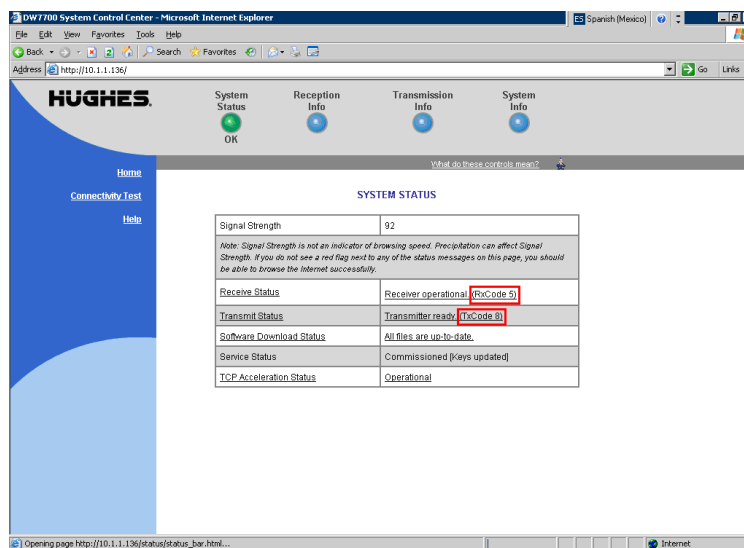 DW7700 System Control Center - Microsoft Internet Explorer
ES Spanish (Mexico)
File Edit View Favorites Tools Help
Back Search Favorites
Address http://10.1.1.136/ Go Links
HUGHES.
System Status
Reception Info
Transmission Info
System Info
OK
What do these controls mean?
Home
Connectivity Test
Help
SYSTEM STATUS
Signal Strength 92
Note: Signal Strength is not an indicator of browsing speed. Precipitation can affect Signal
Strength. If you do not see a red flag next to any of the status messages on this page, you should
be able to browse the Internet successfully.
Receive Status Receiver operational. (RxCode 5)
Transmit Status Transmitter ready. (TxCode 8)
Software Download Status All files are up-to-date.
Service Status Commissioned [Keys updated]
TCP Acceleration Status Operational
Opening page http://10.1.1.136/status/status_bar.html... Internet